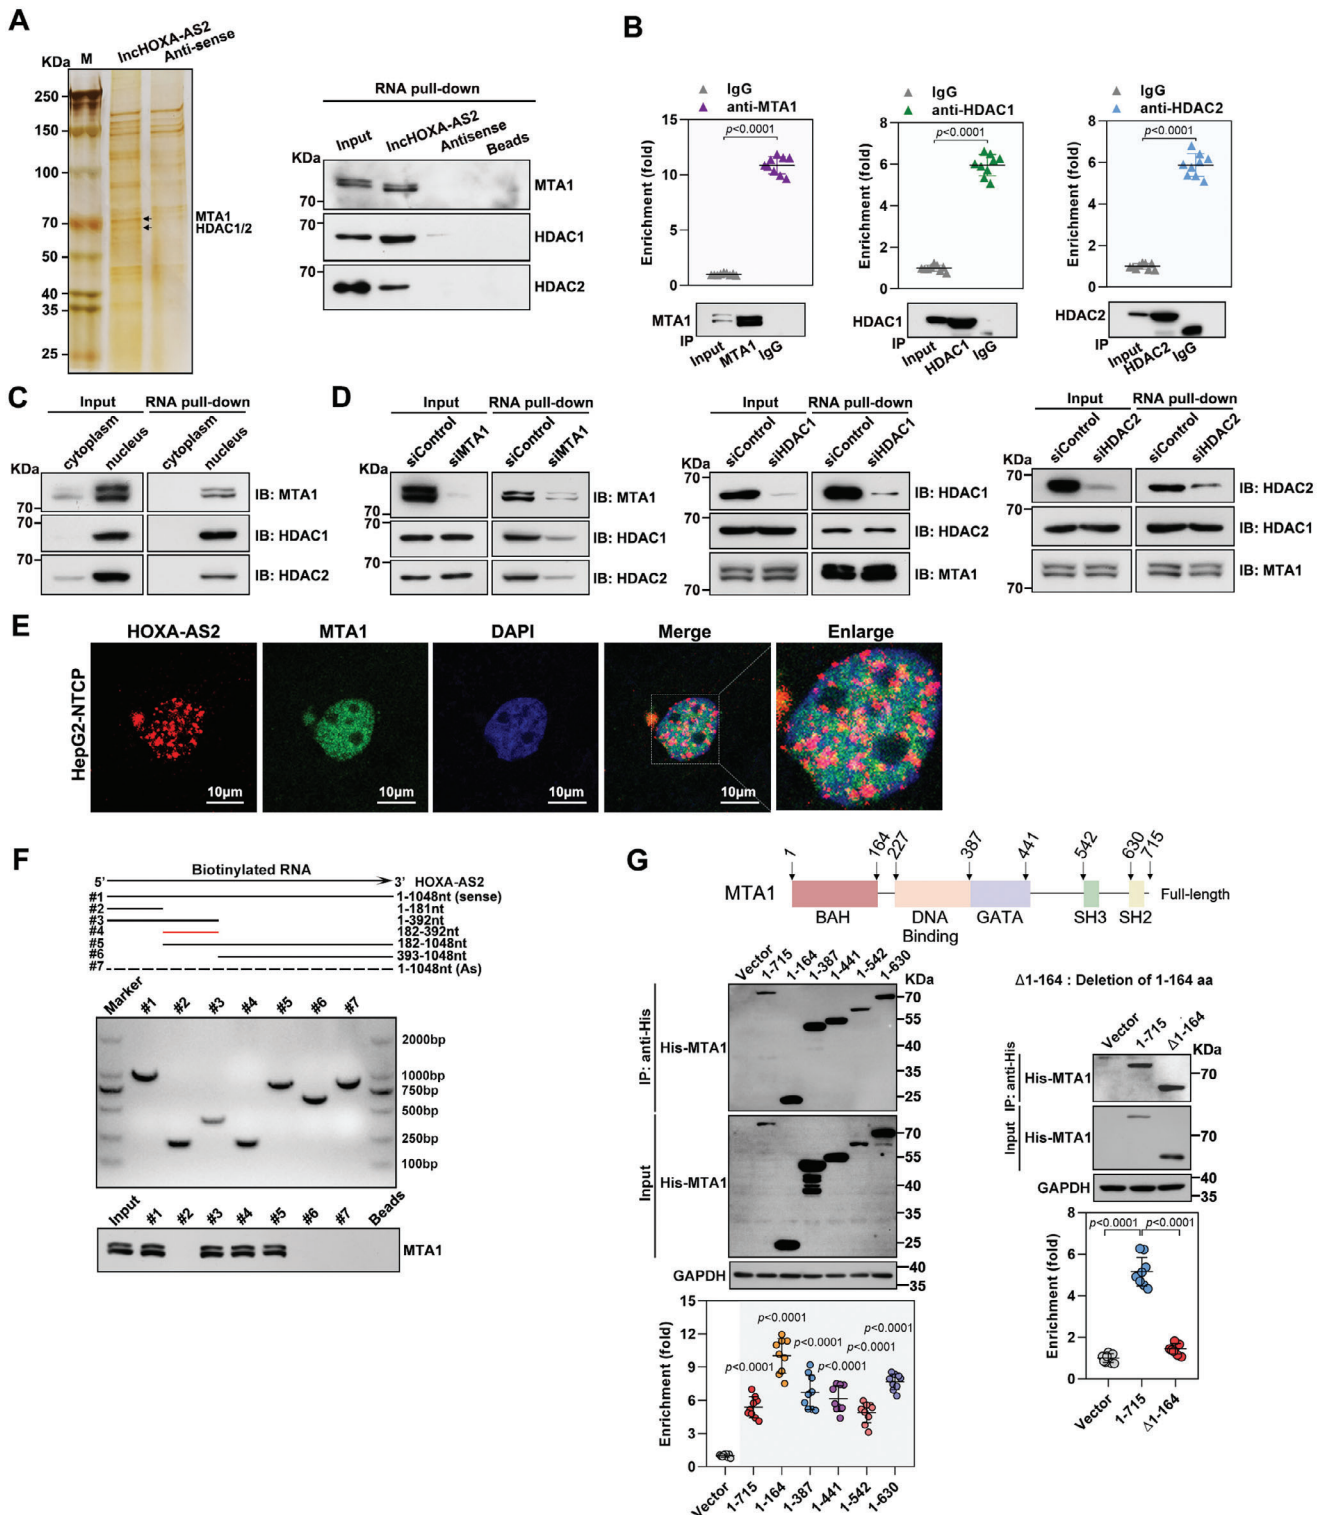 A
KDa
M
lncHOXA-AS2
Anti-sense
250
150
100
70
50
40
35
25
MTA1
HDAC1/2
RNA pull-down
Input
lncHOXA-AS2
Antisense
Beads
KDa
70
MTA1
70
HDAC1
70
HDAC2
B
IgG
anti-MTA1
p<0.0001
Enrichment (fold)
15
10
5
0
MTA1
IP
Input
MTA1
IgG
IgG
anti-HDAC1
p<0.0001
Enrichment (fold)
8
6
4
2
0
HDAC1
IP
Input
HDAC1
IgG
IgG
anti-HDAC2
p<0.0001
Enrichment (fold)
8
6
4
2
0
HDAC2
IP
Input
HDAC2
IgG
C
Input
RNA pull-down
cytoplasm
nucleus
cytoplasm
nucleus
KDa
70
IB: MTA1
70
IB: HDAC1
70
IB: HDAC2
D
Input
RNA pull-down
siControl
siMTA1
siControl
siMTA1
KDa
70
IB: MTA1
IB: HDAC1
70
IB: HDAC2
Input
RNA pull-down
siControl
siHDAC1
siControl
siHDAC1
KDa
70
IB: HDAC1
IB: HDAC2
70
IB: MTA1
Input
RNA pull-down
siControl
siHDAC2
siControl
siHDAC2
KDa
70
IB: HDAC2
IB: HDAC1
70
IB: MTA1
E
HOXA-AS2
MTA1
DAPI
Merge
Enlarge
HepG2-NTCP
10μm
10μm
10μm
10μm
F
Biotinylated RNA
5'
3' HOXA-AS2
#1
1-1048nt (sense)
#2
1-181nt
#3
1-392nt
#4
182-392nt
#5
182-1048nt
#6
393-1048nt
#7
1-1048nt (As)
Marker
#1
#2
#3
#4
#5
#6
#7
2000bp
1000bp
750bp
500bp
250bp
100bp
Input
#1
#2
#3
#4
#5
#6
#7
Beads
MTA1
G
1
164
227
387
441
542
630
715
MTA1
Full-length
BAH
DNA Binding
GATA
SH3
SH2
Vector
1-715
1-164
1-387
1-441
1-542
1-630
KDa
IP: anti-His
His-MTA1
70
55
40
35
25
Input
His-MTA1
70
55
40
35
25
GAPDH
40
35
Enrichment (fold)
15
12
9
6
3
0
p<0.0001
p<0.0001
p<0.0001
p<0.0001
p<0.0001
p<0.0001
Vector
1-715
1-164
1-387
1-441
1-542
1-630
Δ1-164 : Deletion of 1-164 aa
Vector
1-715
Δ1-164
KDa
IP: anti-His
His-MTA1
70
Input
His-MTA1
70
40
GAPDH
35
Enrichment (fold)
8
6
4
2
0
p<0.0001
p<0.0001
Vector
1-715
Δ1-164